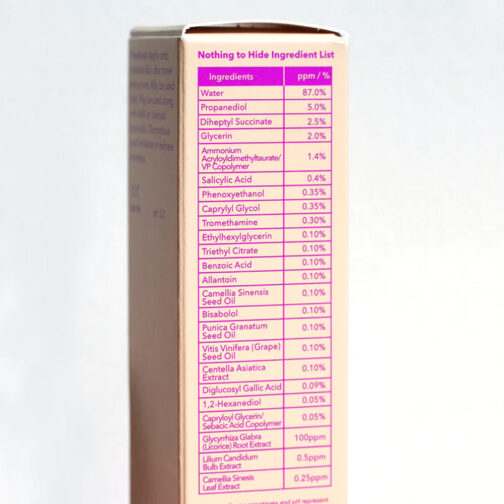 Nothing to Hide Ingredient List
Ingredients ppm / %
Water 87.0%
Propanediol 5.0%
Diheptyl Succinate 2.5%
Glycerin 2.0%
Ammonium
Acryloyldimethyltaurate/ 1.4%
VP Copolymer
Salicylic Acid 0.4%
Phenoxyethanol 0.35%
Caprylyl Glycol 0.35%
Tromethamine 0.30%
Ethylhexylglycerin 0.10%
Triethyl Citrate 0.10%
Benzoic Acid 0.10%
Allantoin 0.10%
Camellia Sinensis
Seed Oil 0.10%
Bisabolol 0.10%
Punica Granatum
Seed Oil 0.10%
Vitis Vinifera (Grape)
Seed Oil 0.10%
Centella Asiatica
Extract 0.10%
Diglucosyl Gallic Acid 0.09%
1,2-Hexanediol 0.05%
Capryloyl Glycerin/
Sebacic Acid Copolymer 0.05%
Glycyrrhiza Glabra
(Licorice) Root Extract 100ppm
Lilium Candidum
Bulb Extract 0.5ppm
Camellia Sinesis
Leaf Extract 0.25ppm